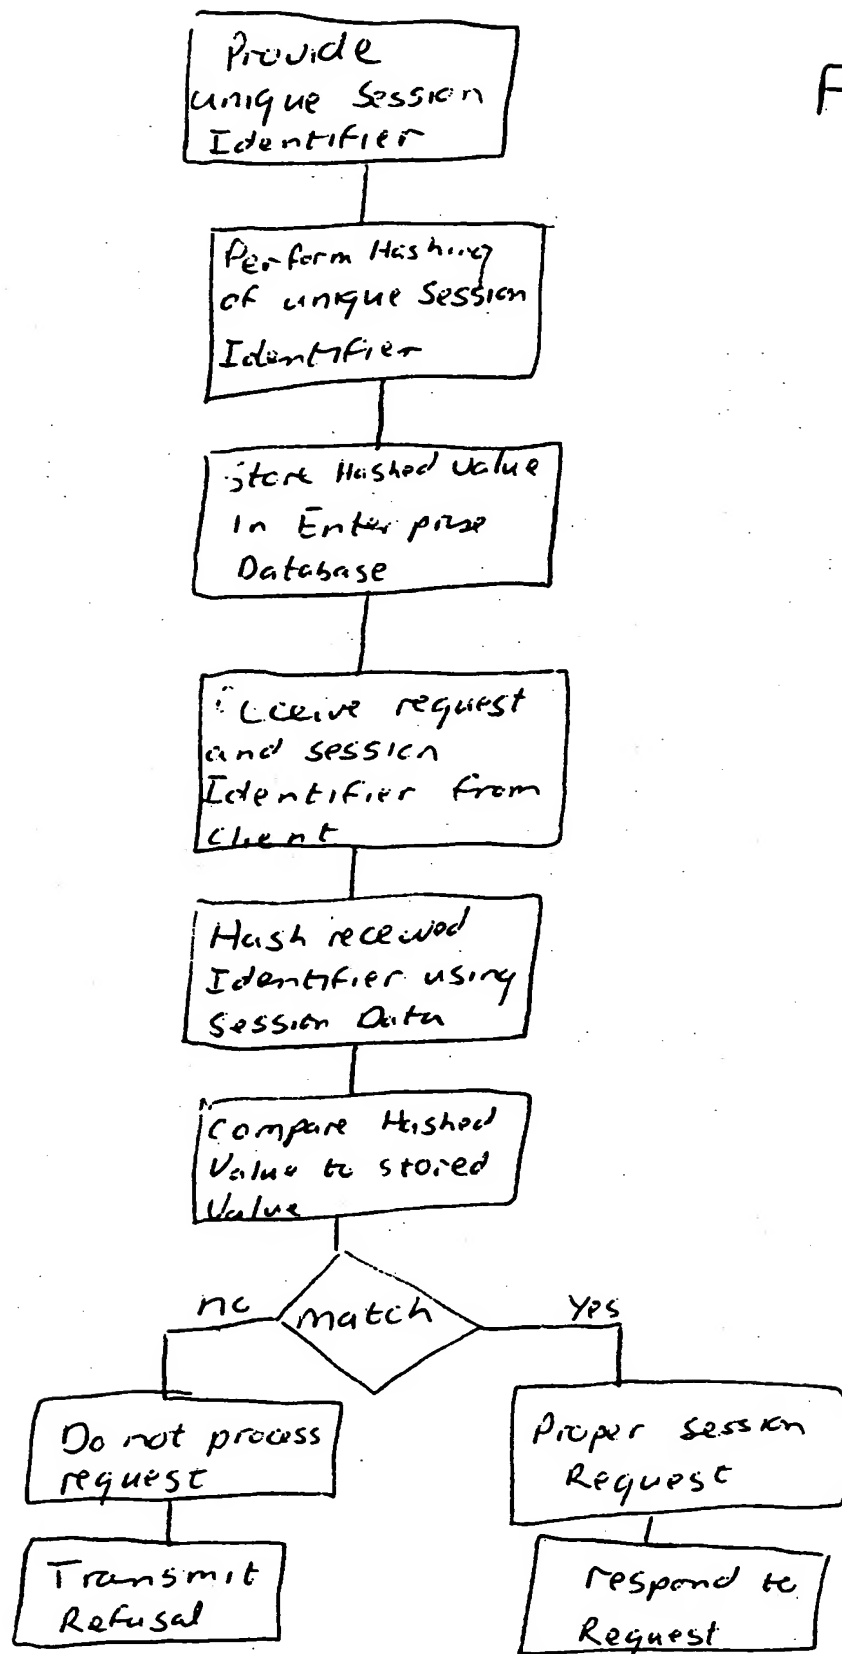 Provide
unique Session
Identifier
F
Perform Hashing
of unique Session
Identifier
Store Hashed Value
In Enterprise
Database
receive request
and session
Identifier from
client
Hash received
Identifier using
Session Data
Compare Hashed
Value to stored
Value
no
match
Yes
Do not process
request
Proper session
Request
Transmit
Refusal
respond to
Request